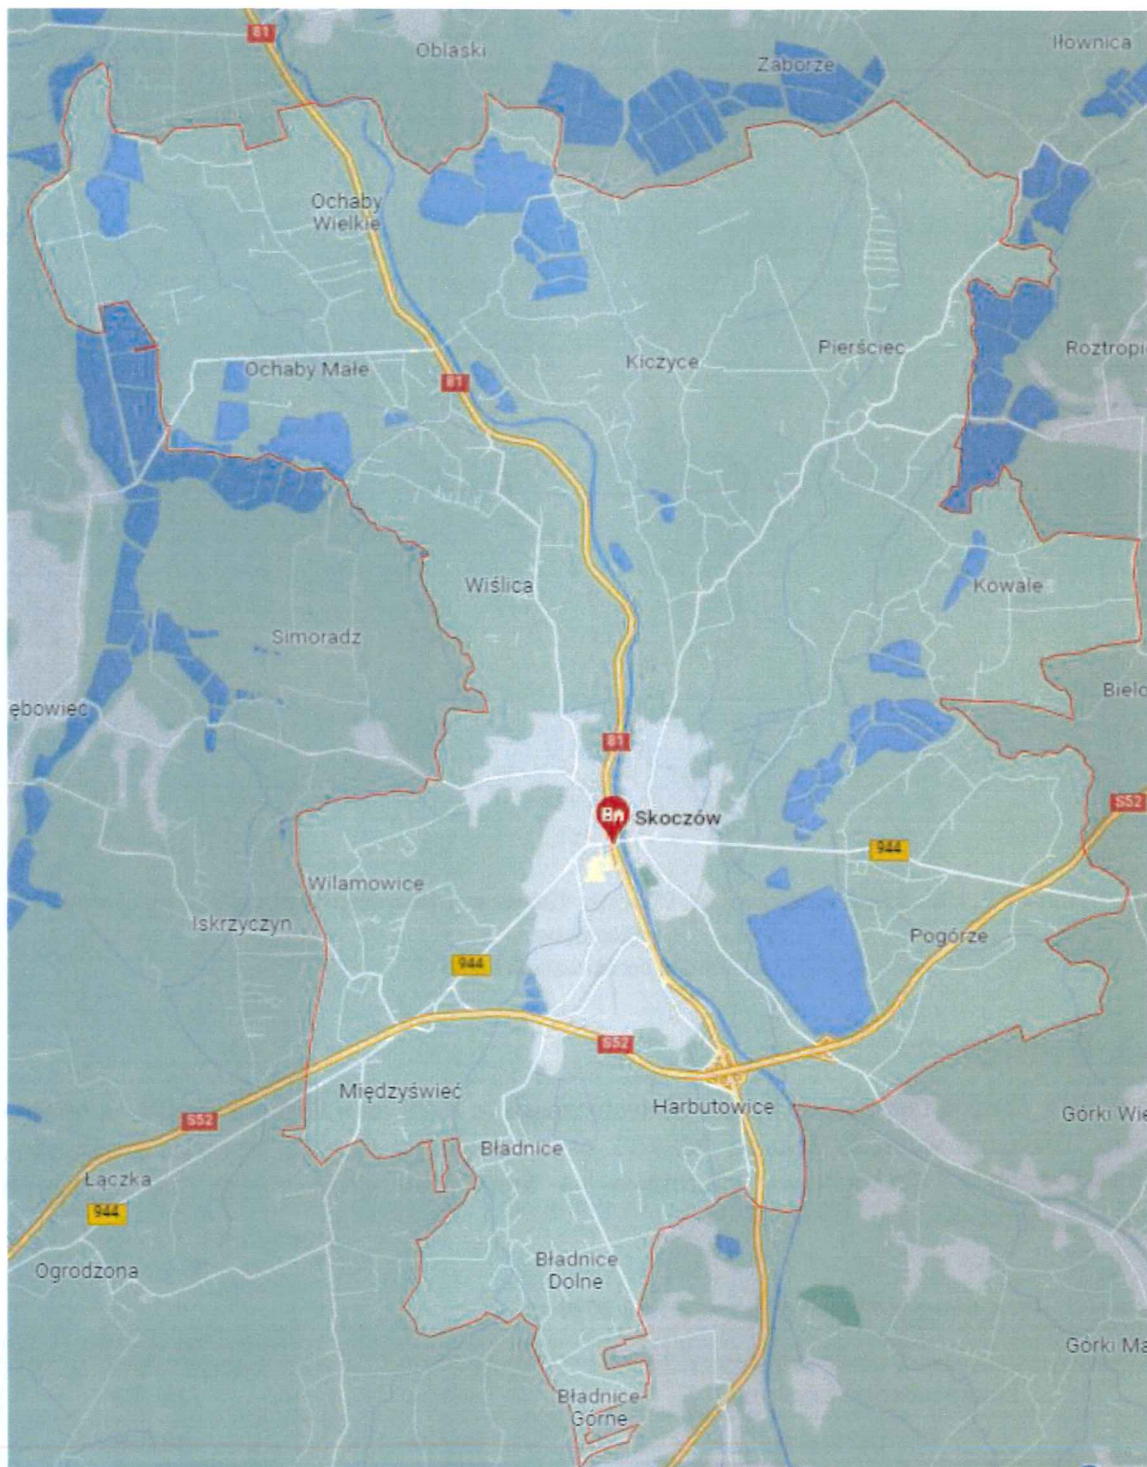 81
Oblaski
Iłownica
Zaborze
Ochaby
Wielkie
Ochaby Małe
Kiczyce
Pierściec
Roztropi
81
Wiślica
Kowale
Simoradz
ębowiec
Bielo
81
Skoczów
S52
944
Wilamowice
Iskrzyczyn
Pogórze
944
S52
Międzyświeć
Harbutowice
Górki Wie
S52
Bładnice
Łączka
944
Ogrodzona
Bładnice
Dolne
Górki Ma
Bładnice
Górne